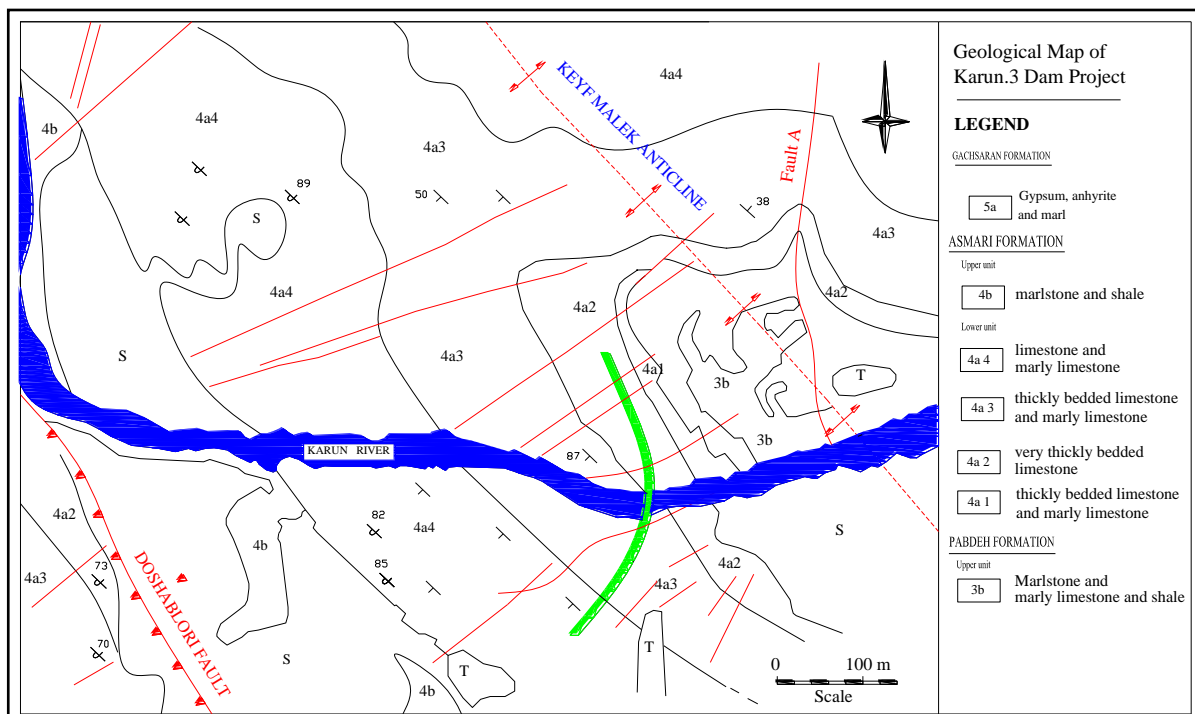 Geological Map of
Karun.3 Dam Project
LEGEND
GACHSARAN FORMATION
5a
Gypsum, anhyrite
and marl
ASMARI FORMATION
Upper unit
4b
marlstone and shale
Lower unit
4a 4
limestone and
marly limestone
4a 3
thickly bedded limestone
and marly limestone
4a 2
very thickly bedded
limestone
4a 1
thickly bedded limestone
and marly limestone
PABDEH FORMATION
Upper unit
3b
Marlstone and
marly limestone and shale
4a4
KEYF MALEK ANTICLINE
Fault A
4b
4a4
4a3
89
50
38
S
4a3
4a4
4a2
4a2
S
4a3
4a1
3b
T
3b
KARUN RIVER
87
4a2
82
4a4
S
4b
4a2
4a3
73
85
4a3
DOSHABLORI FAULT
70
S
T
T
4b
0
100 m
Scale